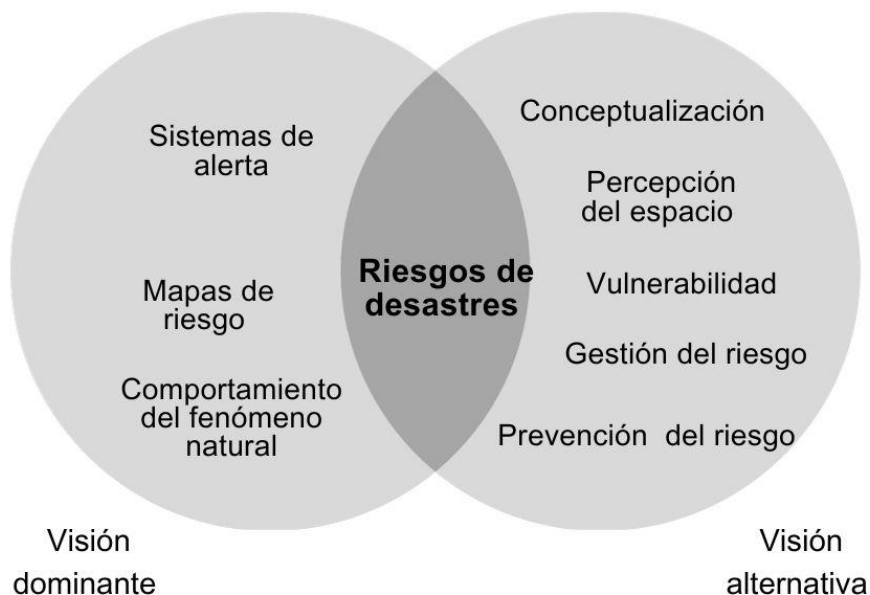 Sistemas de
alerta
Mapas de
riesgo
Comportamiento
del fenómeno
natural
Riesgos de
desastres
Conceptualización
Percepción
del espacio
Vulnerabilidad
Gestión del riesgo
Prevención del riesgo
Visión
dominante
Visión
alternativa